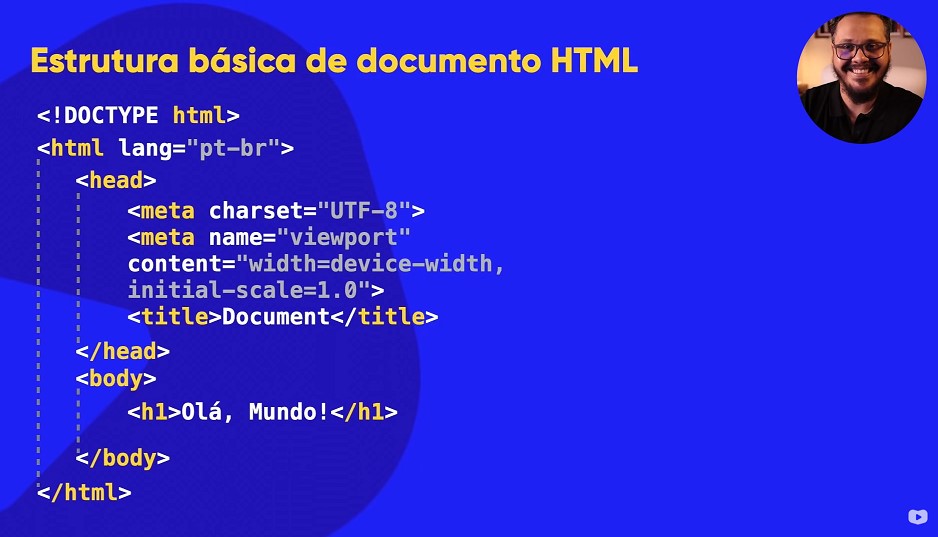 Estrutura básica de documento HTML
<!DOCTYPE html>
<html lang="pt-br">
<head>
<meta charset="UTF-8">
<meta name="viewport"
content="width=device-width,
initial-scale=1.0">
<title>Document</title>
</head>
<body>
<h1>Olá, Mundo!</h1>
</body>
</html>